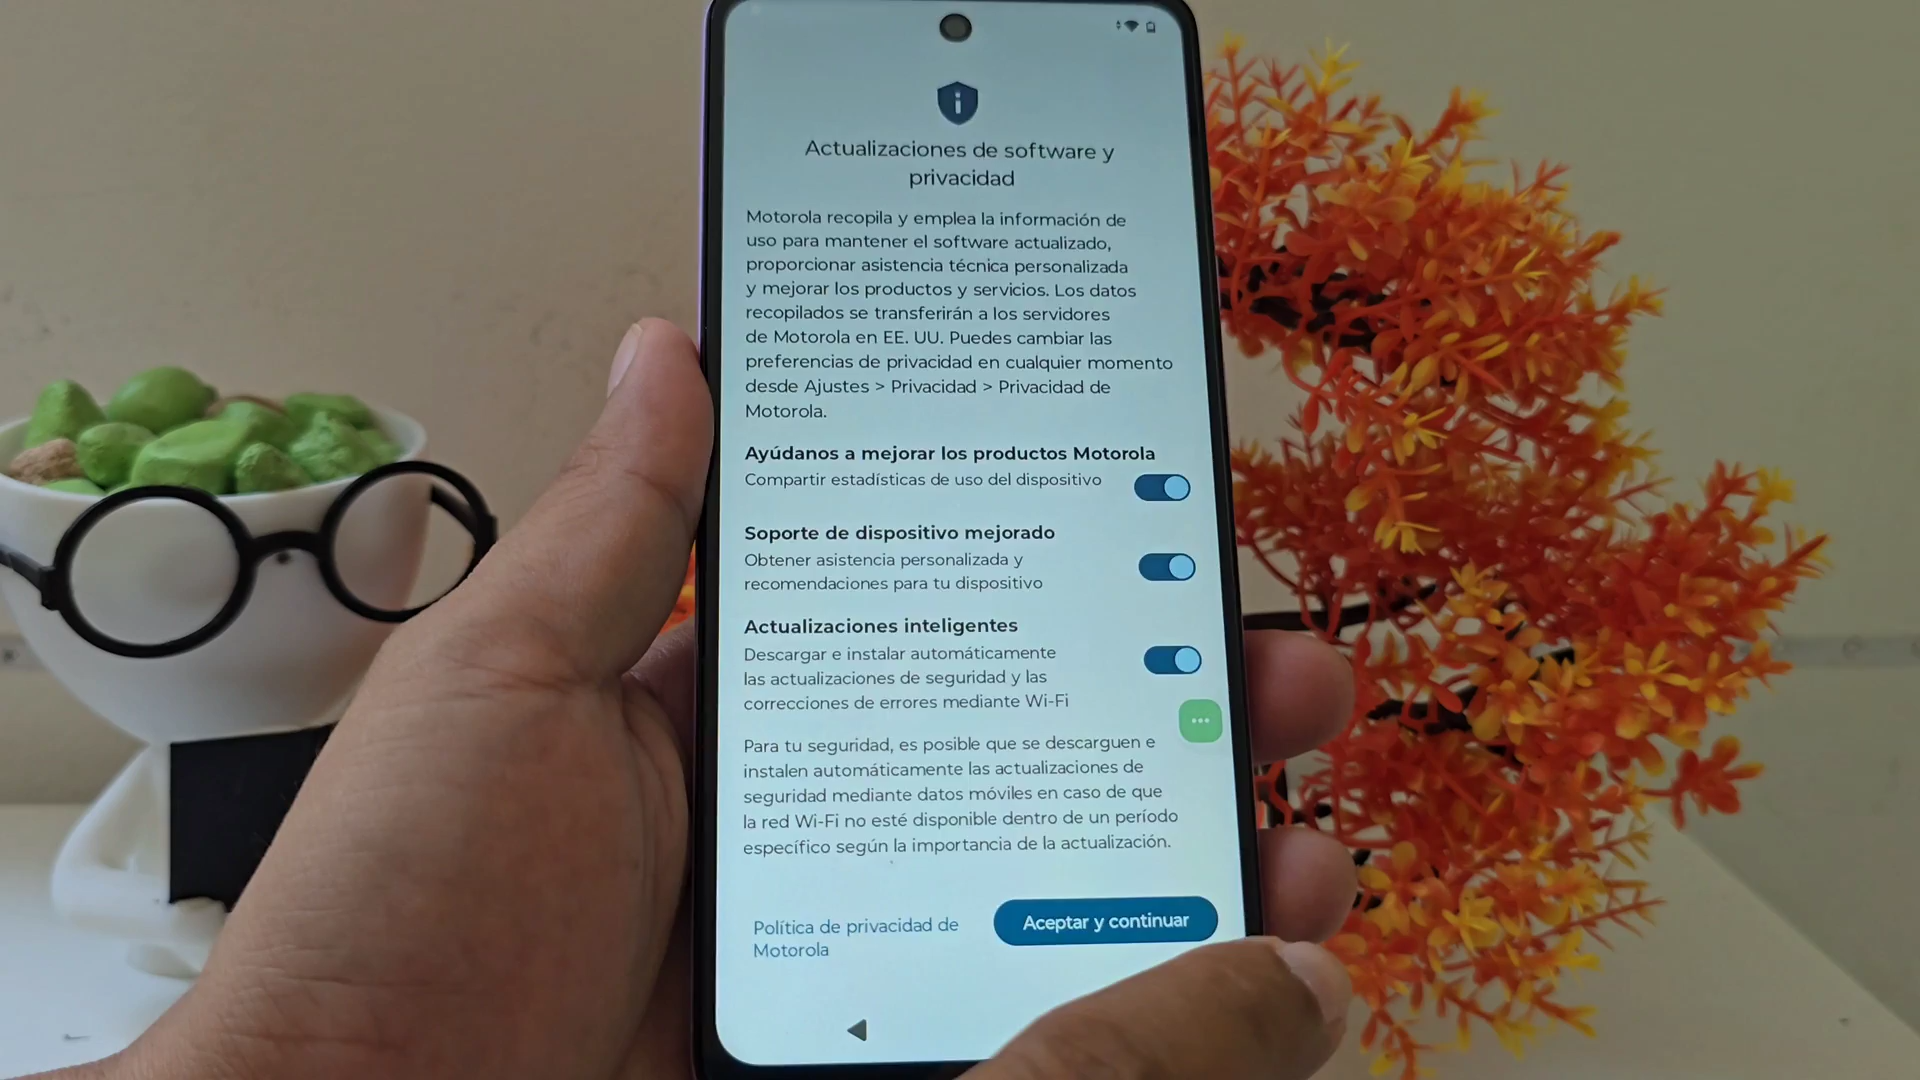 Actualizaciones de software y
privacidad
Motorola recopila y emplea la información de
uso para mantener el software actualizado,
proporcionar asistencia técnica personalizada
y mejorar los productos y servicios. Los datos
recopilados se transferirán a los servidores
de Motorola en EE. UU. Puedes cambiar las
preferencias de privacidad en cualquier momento
desde Ajustes > Privacidad > Privacidad de
Motorola.
Ayúdanos a mejorar los productos Motorola
Compartir estadísticas de uso del dispositivo
Soporte de dispositivo mejorado
Obtener asistencia personalizada y
recomendaciones para tu dispositivo
Actualizaciones inteligentes
Descargar e instalar automáticamente
las actualizaciones de seguridad y las
correcciones de errores mediante Wi-Fi
Para tu seguridad, es posible que se descarguen e
instalen automáticamente las actualizaciones de
seguridad mediante datos móviles en caso de que
la red Wi-Fi no esté disponible dentro de un período
específico según la importancia de la actualización.
Política de privacidad de
Motorola
Aceptar y continuar